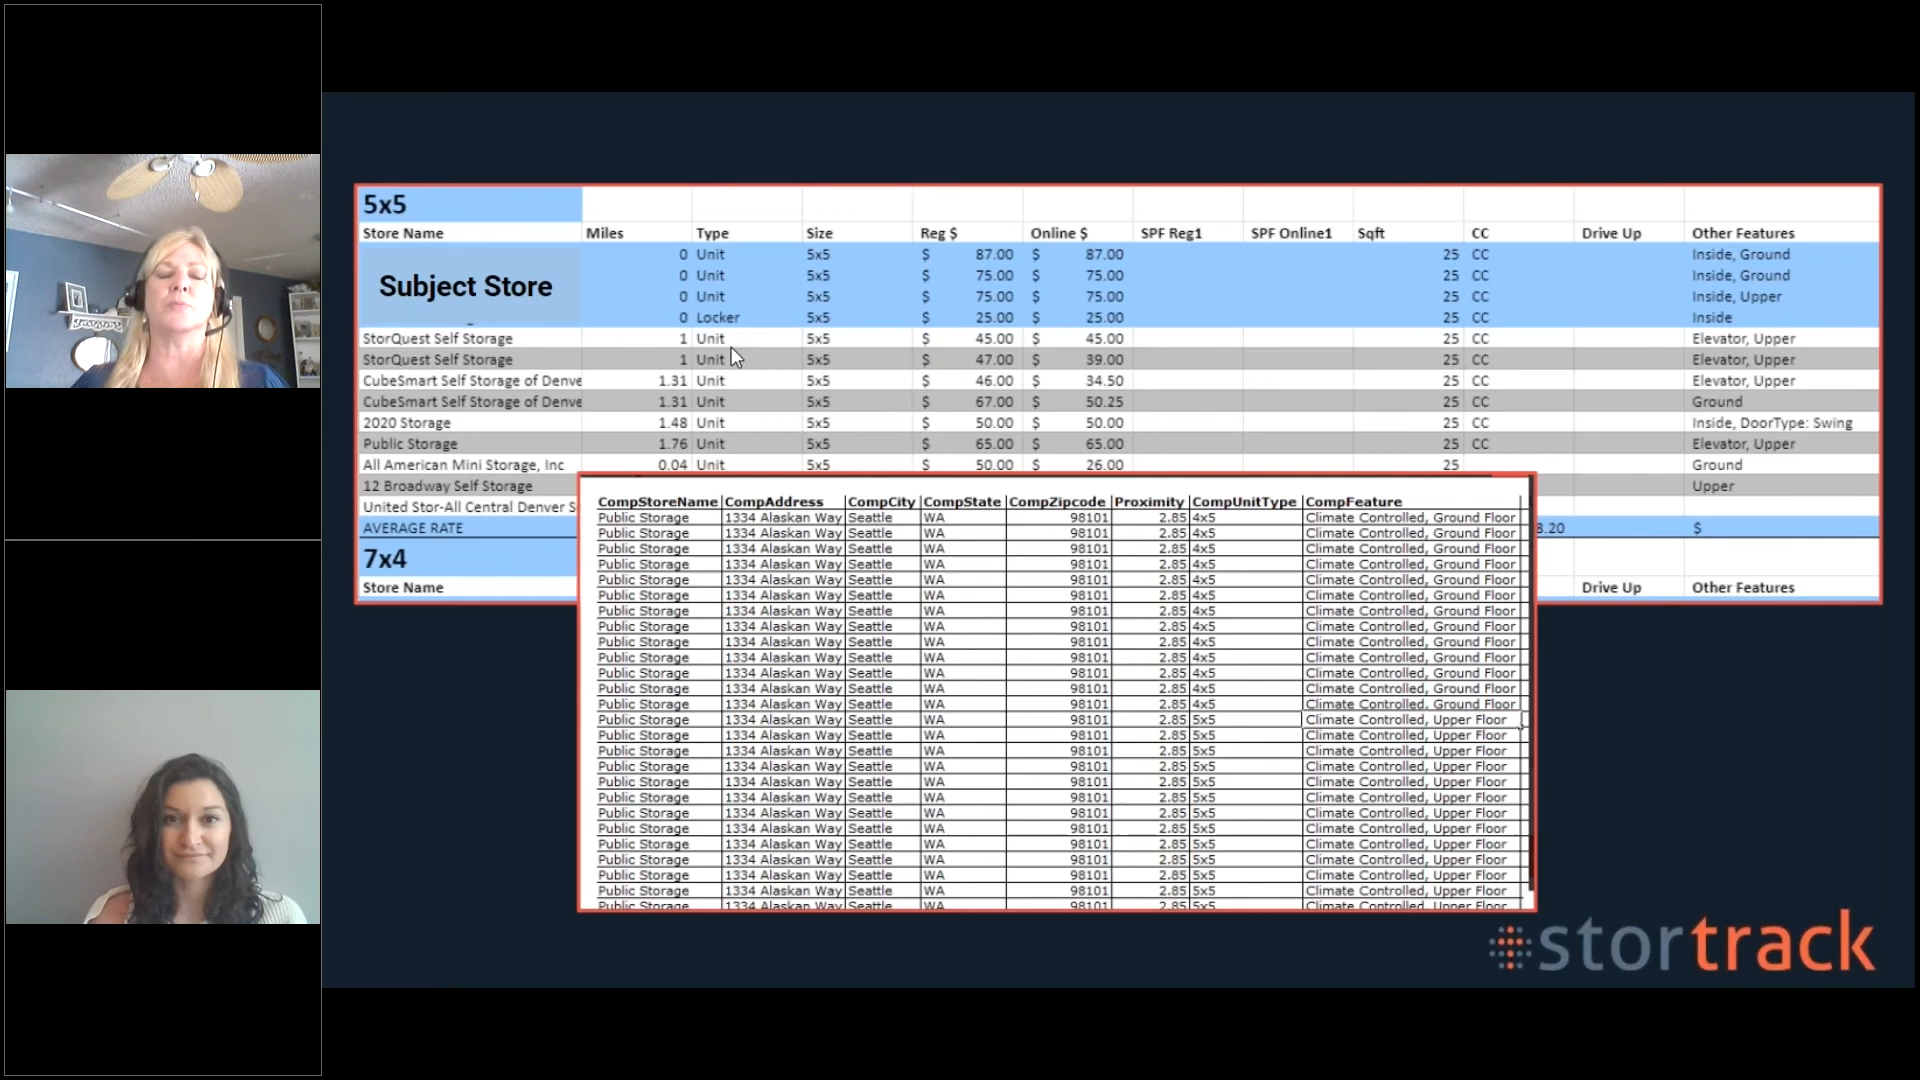 5x5
Store Name Miles Type Size Reg $ Online $ SPF Reg1 SPF Online1 Sqft CC Drive Up Other Features
Subject Store
0 Unit 5x5 $ 87.00 $ 87.00 25 CC Inside, Ground
0 Unit 5x5 $ 75.00 $ 75.00 25 CC Inside, Ground
0 Unit 5x5 $ 75.00 $ 75.00 25 CC Inside, Upper
0 Locker 5x5 $ 25.00 $ 25.00 25 CC Inside
StorQuest Self Storage 1 Unit 5x5 $ 45.00 $ 45.00 25 CC Elevator, Upper
StorQuest Self Storage 1 Unit 5x5 $ 47.00 $ 39.00 25 CC Elevator, Upper
CubeSmart Self Storage of Denve 1.31 Unit 5x5 $ 46.00 $ 34.50 25 CC Elevator, Upper
CubeSmart Self Storage of Denve 1.31 Unit 5x5 $ 67.00 $ 50.25 25 CC Ground
2020 Storage 1.48 Unit 5x5 $ 50.00 $ 50.00 25 CC Inside, DoorType: Swing
Public Storage 1.76 Unit 5x5 $ 65.00 $ 65.00 25 CC Elevator, Upper
All American Mini Storage, Inc 0.04 Unit 5x5 $ 50.00 $ 26.00 25 Ground
12 Broadway Self Storage Upper
United Stor-All Central Denver S
AVERAGE RATE 8.20 $
7x4
Store Name Drive Up Other Features
CompStoreName CompAddress CompCity CompState CompZipcode Proximity CompUnitType CompFeature
Public Storage 1334 Alaskan Way Seattle WA 98101 2.85 4x5 Climate Controlled, Ground Floor
Public Storage 1334 Alaskan Way Seattle WA 98101 2.85 4x5 Climate Controlled, Ground Floor
Public Storage 1334 Alaskan Way Seattle WA 98101 2.85 4x5 Climate Controlled, Ground Floor
Public Storage 1334 Alaskan Way Seattle WA 98101 2.85 4x5 Climate Controlled, Ground Floor
Public Storage 1334 Alaskan Way Seattle WA 98101 2.85 4x5 Climate Controlled, Ground Floor
Public Storage 1334 Alaskan Way Seattle WA 98101 2.85 4x5 Climate Controlled, Ground Floor
Public Storage 1334 Alaskan Way Seattle WA 98101 2.85 4x5 Climate Controlled, Ground Floor
Public Storage 1334 Alaskan Way Seattle WA 98101 2.85 4x5 Climate Controlled, Ground Floor
Public Storage 1334 Alaskan Way Seattle WA 98101 2.85 4x5 Climate Controlled, Ground Floor
Public Storage 1334 Alaskan Way Seattle WA 98101 2.85 4x5 Climate Controlled, Ground Floor
Public Storage 1334 Alaskan Way Seattle WA 98101 2.85 4x5 Climate Controlled, Ground Floor
Public Storage 1334 Alaskan Way Seattle WA 98101 2.85 4x5 Climate Controlled, Ground Floor
Public Storage 1334 Alaskan Way Seattle WA 98101 2.85 4x5 Climate Controlled, Ground Floor
Public Storage 1334 Alaskan Way Seattle WA 98101 2.85 5x5 Climate Controlled, Upper Floor
Public Storage 1334 Alaskan Way Seattle WA 98101 2.85 5x5 Climate Controlled, Upper Floor
Public Storage 1334 Alaskan Way Seattle WA 98101 2.85 5x5 Climate Controlled, Upper Floor
Public Storage 1334 Alaskan Way Seattle WA 98101 2.85 5x5 Climate Controlled, Upper Floor
Public Storage 1334 Alaskan Way Seattle WA 98101 2.85 5x5 Climate Controlled, Upper Floor
Public Storage 1334 Alaskan Way Seattle WA 98101 2.85 5x5 Climate Controlled, Upper Floor
Public Storage 1334 Alaskan Way Seattle WA 98101 2.85 5x5 Climate Controlled, Upper Floor
Public Storage 1334 Alaskan Way Seattle WA 98101 2.85 5x5 Climate Controlled, Upper Floor
Public Storage 1334 Alaskan Way Seattle WA 98101 2.85 5x5 Climate Controlled, Upper Floor
Public Storage 1334 Alaskan Way Seattle WA 98101 2.85 5x5 Climate Controlled, Upper Floor
Public Storage 1334 Alaskan Way Seattle WA 98101 2.85 5x5 Climate Controlled, Upper Floor
Public Storage 1334 Alaskan Way Seattle WA 98101 2.85 5x5 Climate Controlled, Upper Floor
Public Storage 1334 Alaskan Way Seattle WA 98101 2.85 5x5 Climate Controlled, Upper Floor
stortrack